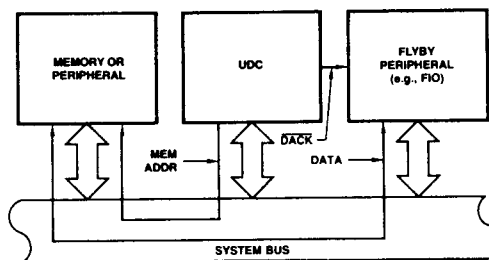 MEMORY OR
PERIPHERAL
UDC
FLYBY
PERIPHERAL
(e.g., FIO)
MEM
ADDR
DACK
DATA
SYSTEM BUS